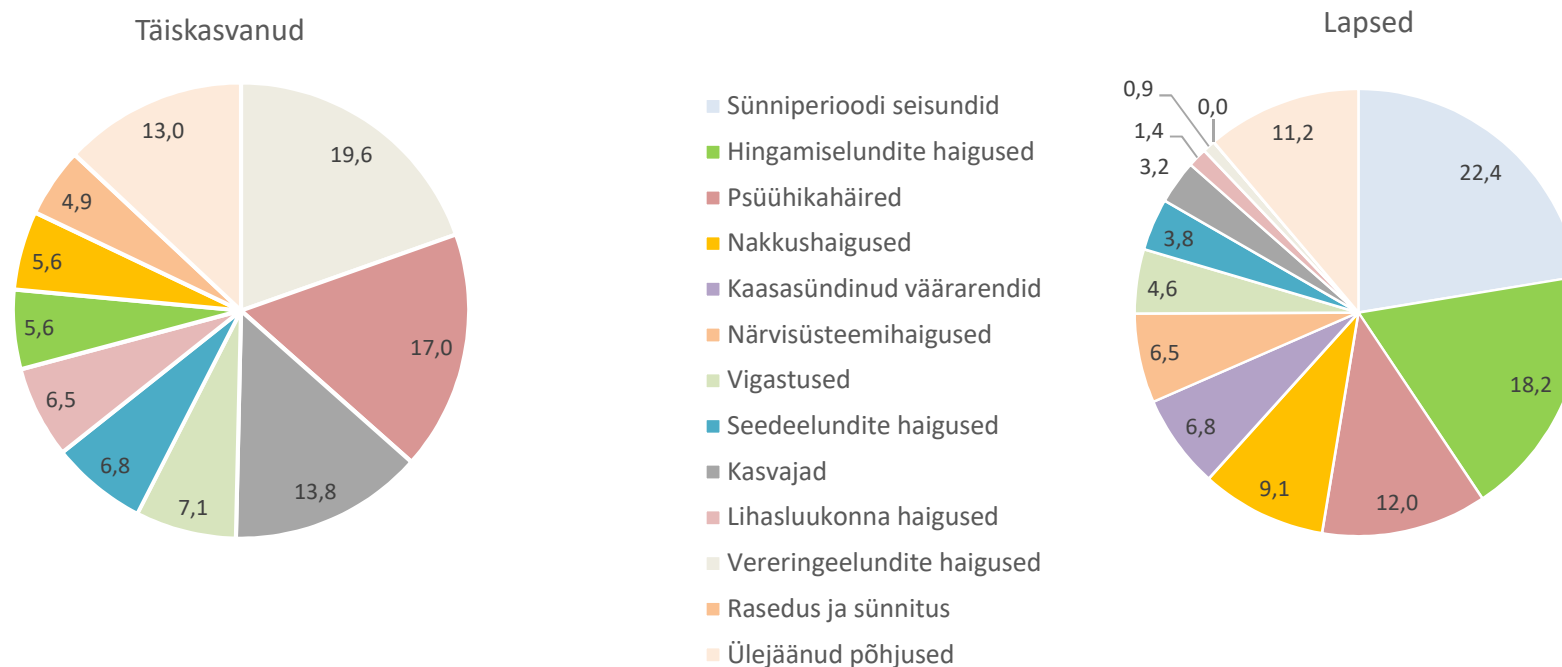 Täiskasvanud
19,6
17,0
13,8
7,1
6,8
6,5
5,6
5,6
4,9
13,0
Sünniperioodi seisundid
Hingamiselundite haigused
Psüühikahäired
Nakkushaigused
Kaasasündinud väärarendid
Närvisüsteemihaigused
Vigastused
Seedeelundite haigused
Kasvajad
Lihasluukonna haigused
Vereringeelundite haigused
Rasedus ja sünnitus
Ülejäänud põhjused
Lapsed
22,4
18,2
12,0
9,1
6,8
6,5
4,6
3,8
3,2
1,4
0,9
0,0
11,2